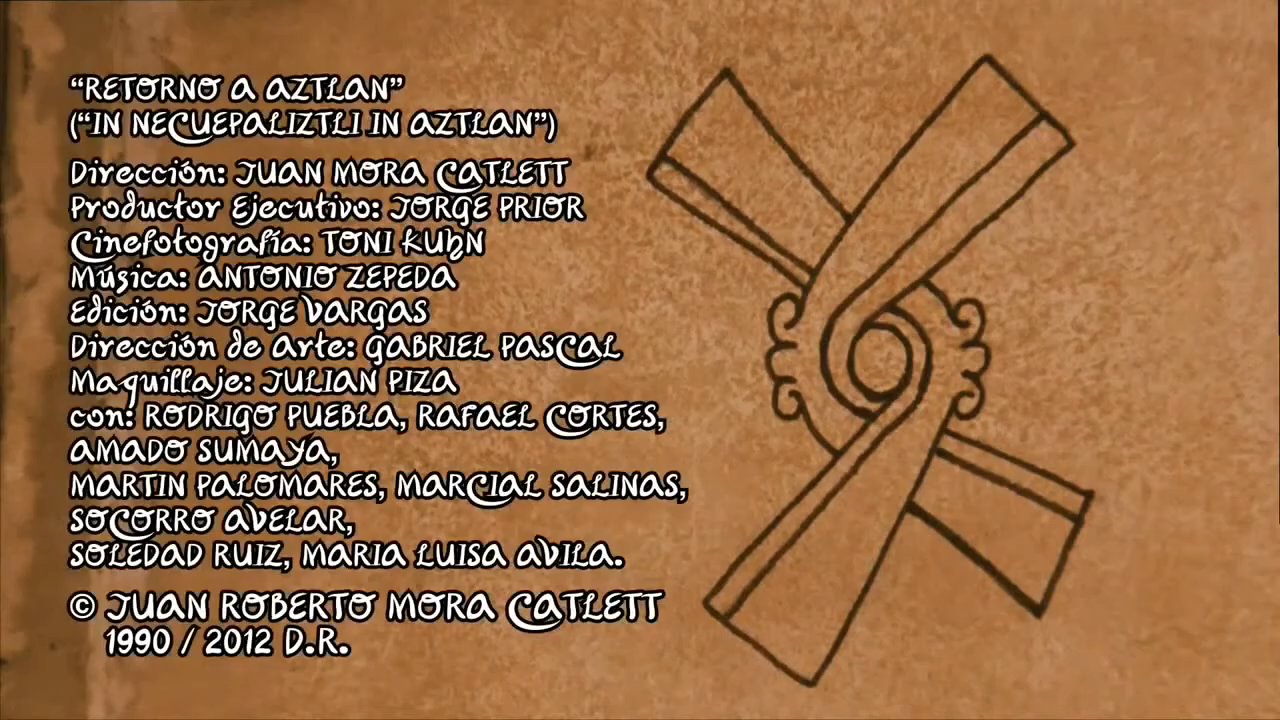 “RETORNO A AZTLAN”
(“IN NECUEPALIZTLI IN AZTLAN”)
Dirección: JUAN MORA CATLETT
Productor Ejecutivo: JORGE PRIOR
Cinefotografía: TONI KUHN
Música: ANTONIO ZEPEDA
Edición: JORGE VARGAS
Dirección de Arte: GABRIEL PASCAL
Maquillaje: JULIAN PIZA
con: RODRIGO PUEBLA, RAFAEL CORTES,
AMADO SUMAYA,
MARTIN PALOMARES, MARCIAL SALINAS,
SOCORRO AVELAR,
SOLEDAD RUIZ, MARIA LUISA AVILA.
© JUAN ROBERTO MORA CATLETT
1990 / 2012 D.R.